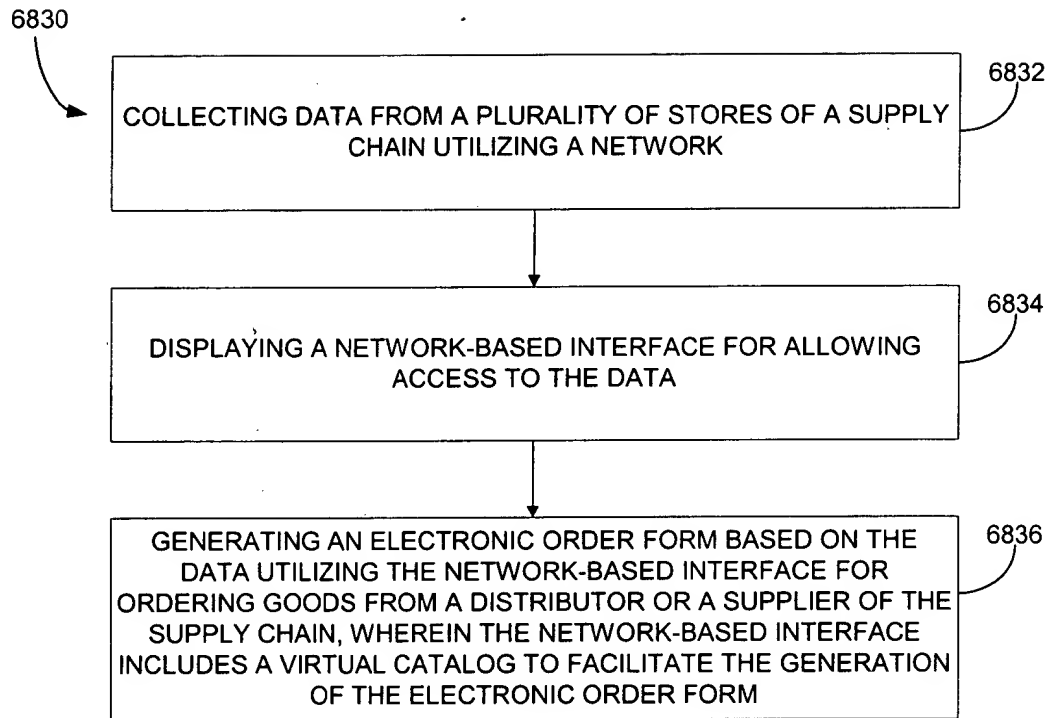 6830
6832
COLLECTING DATA FROM A PLURALITY OF STORES OF A SUPPLY
CHAIN UTILIZING A NETWORK
6834
DISPLAYING A NETWORK-BASED INTERFACE FOR ALLOWING
ACCESS TO THE DATA
6836
GENERATING AN ELECTRONIC ORDER FORM BASED ON THE
DATA UTILIZING THE NETWORK-BASED INTERFACE FOR
ORDERING GOODS FROM A DISTRIBUTOR OR A SUPPLIER OF THE
SUPPLY CHAIN, WHEREIN THE NETWORK-BASED INTERFACE
INCLUDES A VIRTUAL CATALOG TO FACILITATE THE GENERATION
OF THE ELECTRONIC ORDER FORM